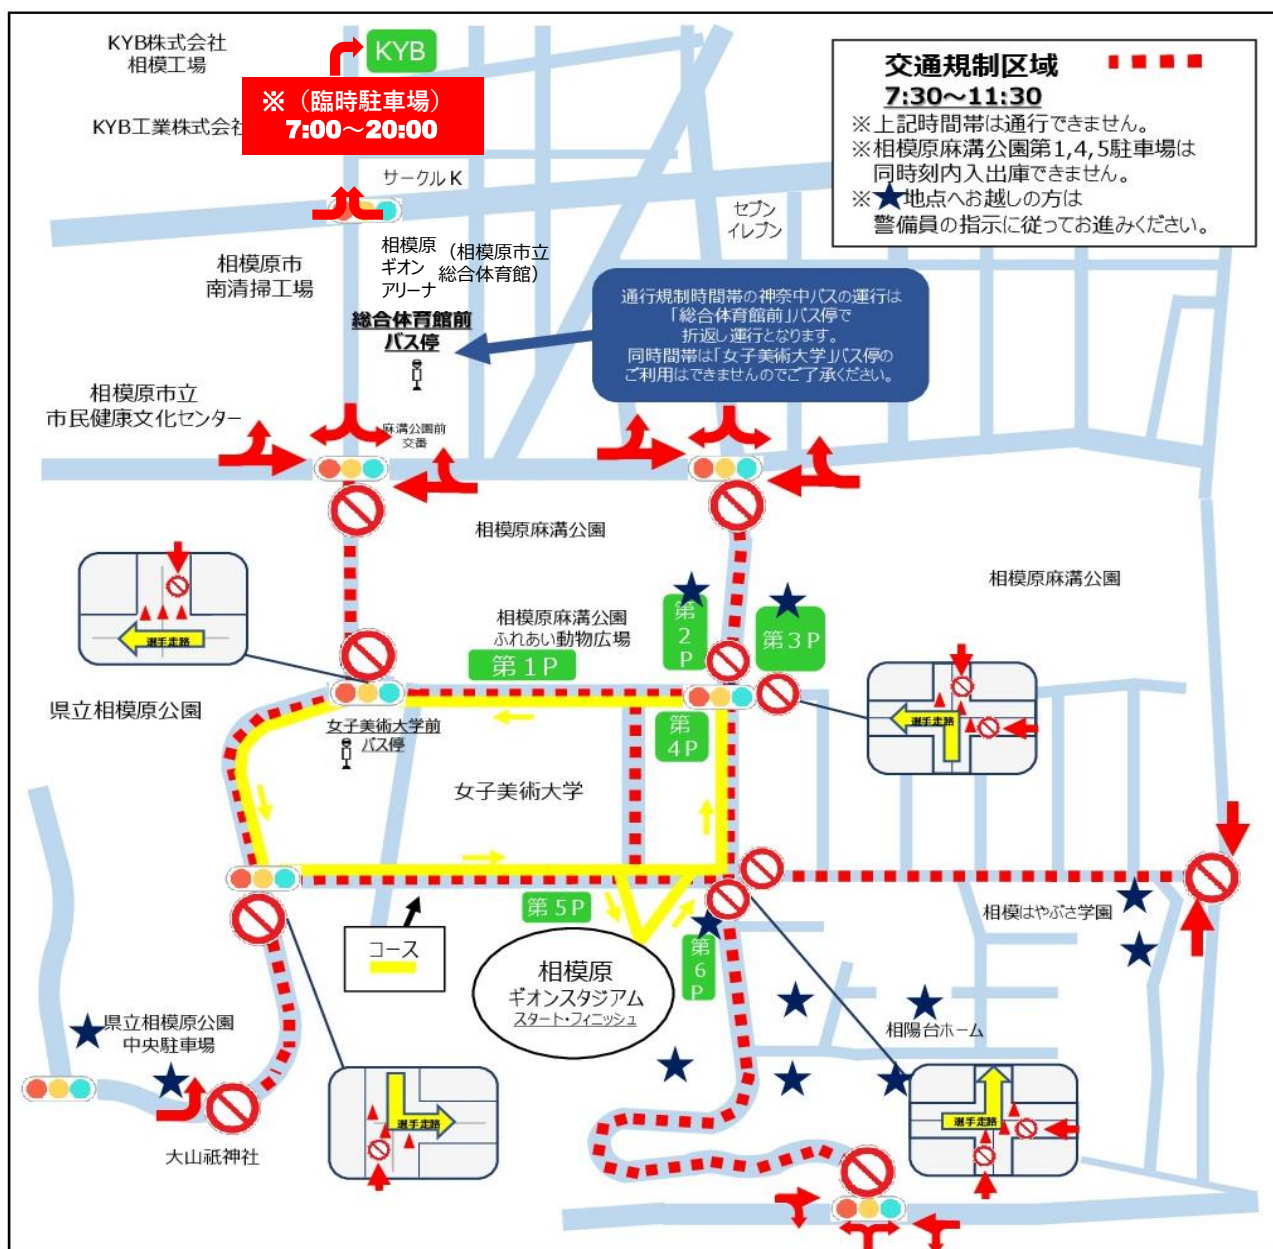 KYB株式会社
相模工場
KYB
※（臨時駐車場）
7:00～20:00
KYB工業株式会社
サークルK
交通規制区域
7:30～11:30
※上記時間帯は通行できません。
※相模原麻溝公園第1,4,5駐車場は
同時刻内入出庫できません。
※★地点へお越しの方は
警備員の指示に従ってお進みください。
セブン
イレブン
相模原市
南清掃工場
相模原
ギオン
アリーナ
（相模原市立
総合体育館）
総合体育館前
バス停
通行規制時間帯の神奈中バスの運行は
「総合体育館前」バス停で
折返し運行となります。
同時間帯は「女子美術大学」バス停の
ご利用はできませんのでご了承ください。
相模原市立
市民健康文化センター
麻溝公園前
交番
相模原麻溝公園
相模原麻溝公園
相模原麻溝公園
ふれあい動物広場
第1P
第2P
第3P
選手走路
選手走路
県立相模原公園
女子美術大学前
バス停
第4P
女子美術大学
第5P
コース
相模原
ギオンスタジアム
スタート・フィニッシュ
第6P
相模はやぶさ学園
相陽台ホーム
県立相模原公園
中央駐車場
大山祇神社
選手走路
選手走路